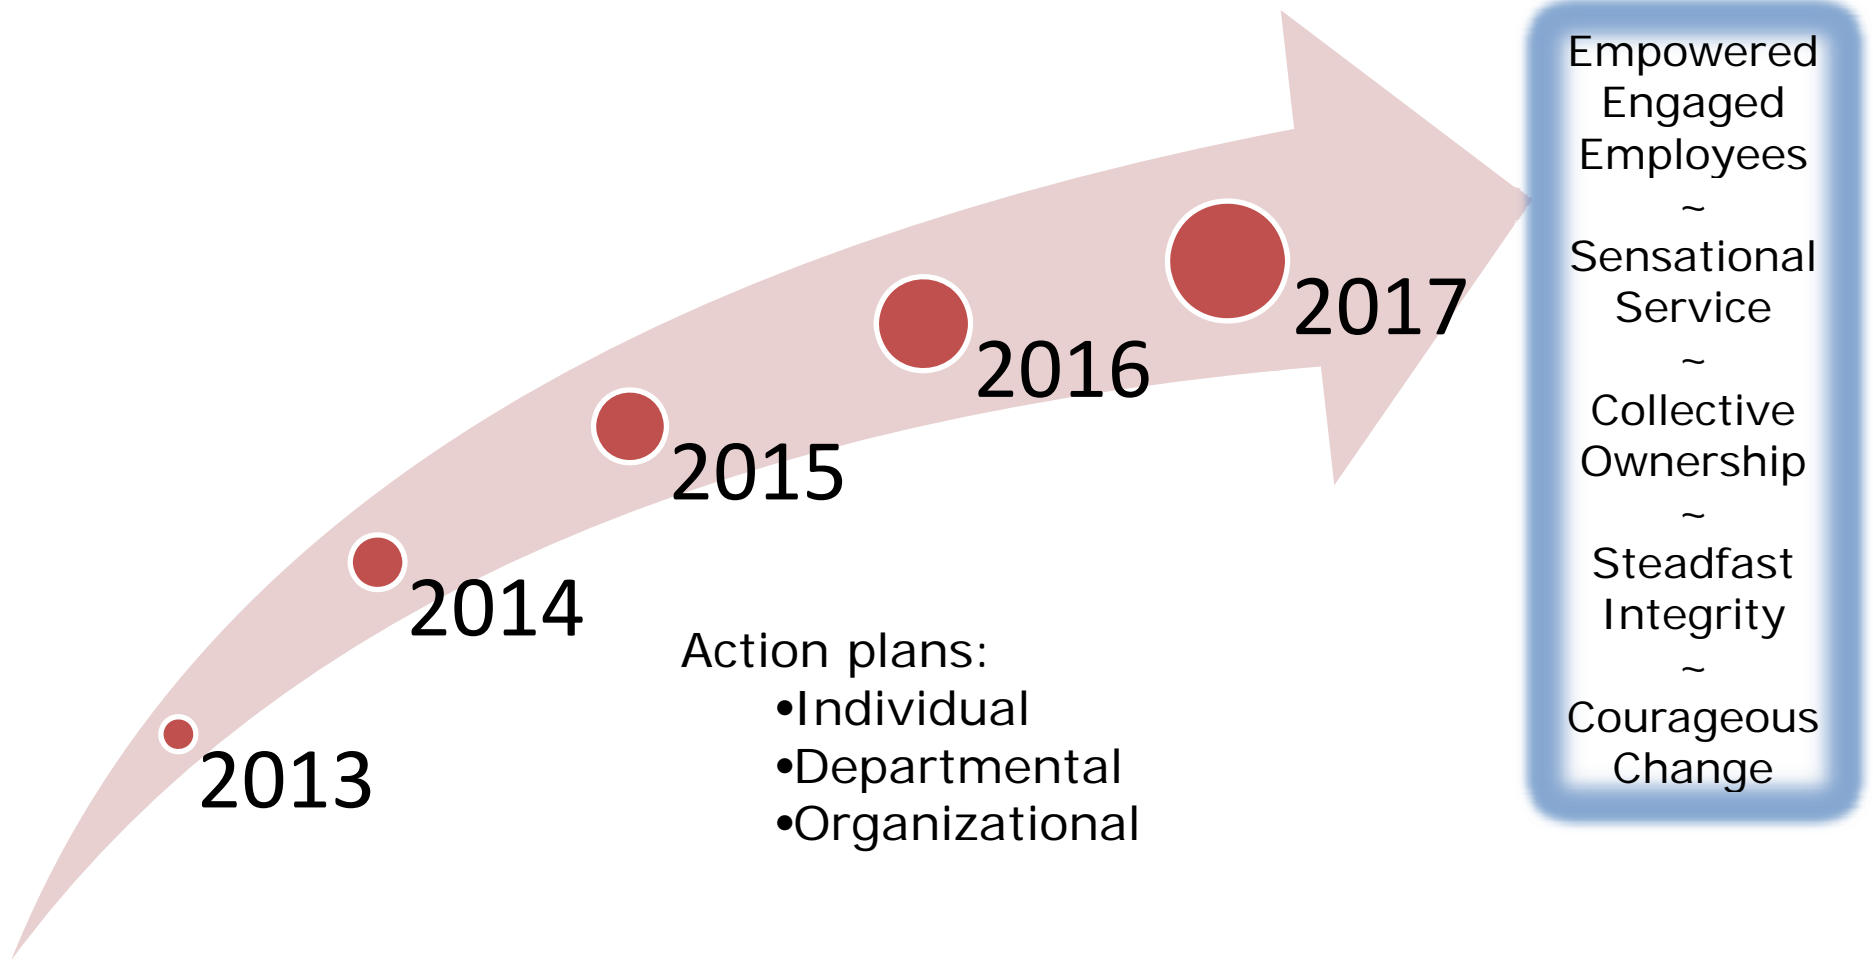 2013
2014
2015
2016
2017
Action plans:
•Individual
•Departmental
•Organizational
Empowered
Engaged
Employees
~
Sensational
Service
~
Collective
Ownership
~
Steadfast
Integrity
~
Courageous
Change